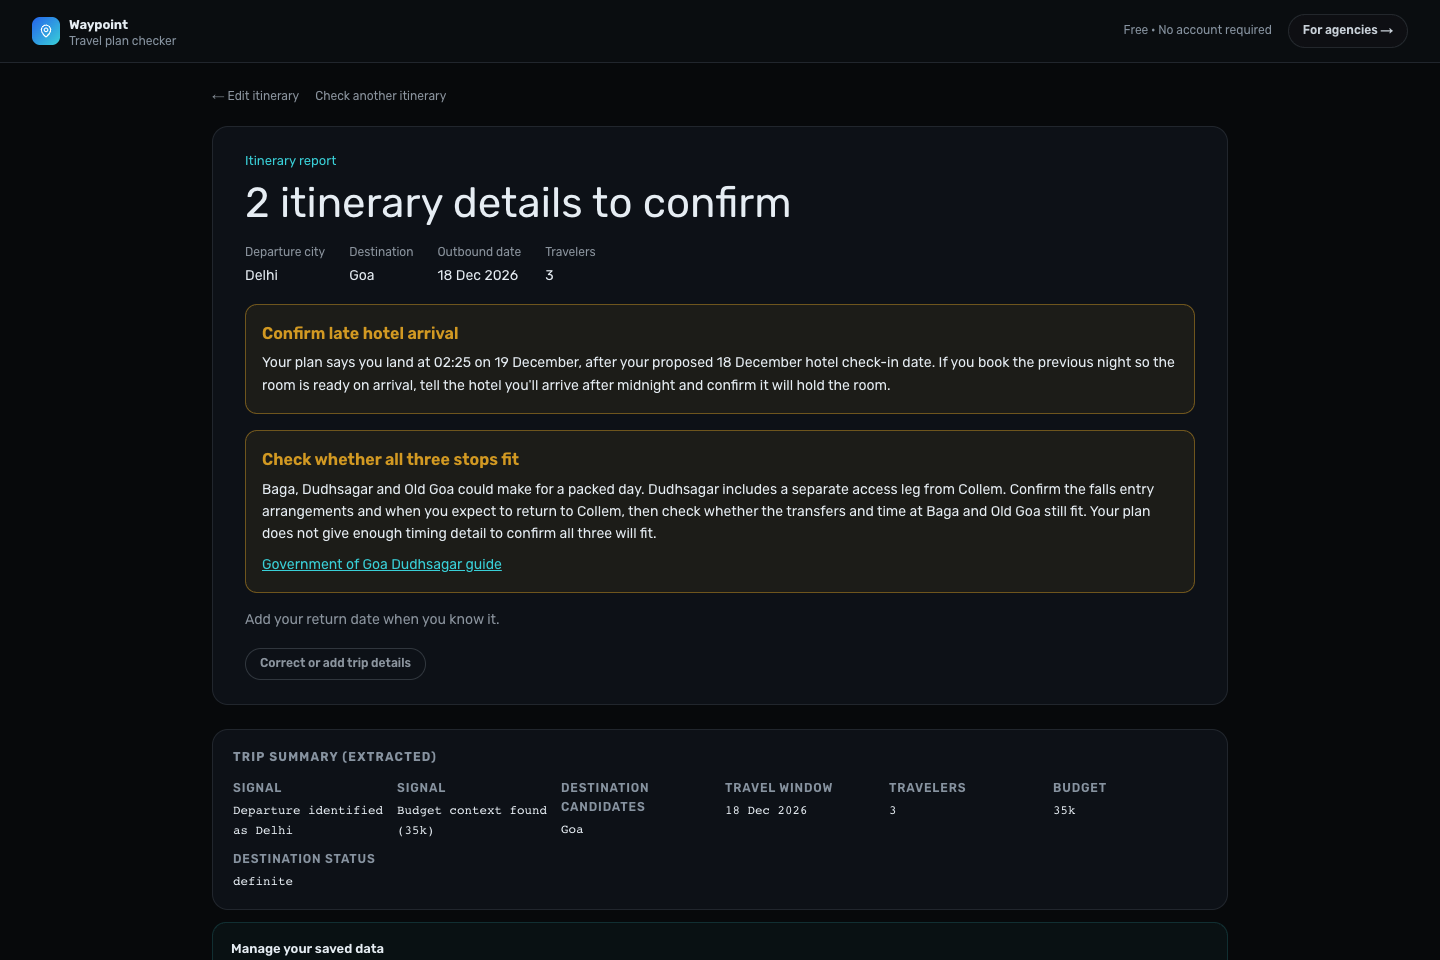 Waypoint
Travel plan checker
Free • No account required
For agencies →
← Edit itinerary
Check another itinerary
Itinerary report
2 itinerary details to confirm
Departure city
Delhi
Destination
Goa
Outbound date
18 Dec 2026
Travelers
3
Confirm late hotel arrival
Your plan says you land at 02:25 on 19 December, after your proposed 18 December hotel check-in date. If you book the previous night so the
room is ready on arrival, tell the hotel you'll arrive after midnight and confirm it will hold the room.
Check whether all three stops fit
Baga, Dudhsagar and Old Goa could make for a packed day. Dudhsagar includes a separate access leg from Collem. Confirm the falls entry
arrangements and when you expect to return to Collem, then check whether the transfers and time at Baga and Old Goa still fit. Your plan
does not give enough timing detail to confirm all three will fit.
Government of Goa Dudhsagar guide
Add your return date when you know it.
Correct or add trip details
TRIP SUMMARY (EXTRACTED)
SIGNAL
Departure identified
as Delhi
SIGNAL
Budget context found
(35k)
DESTINATION
CANDIDATES
Goa
TRAVEL WINDOW
18 Dec 2026
TRAVELERS
3
BUDGET
35k
DESTINATION STATUS
definite
Manage your saved data